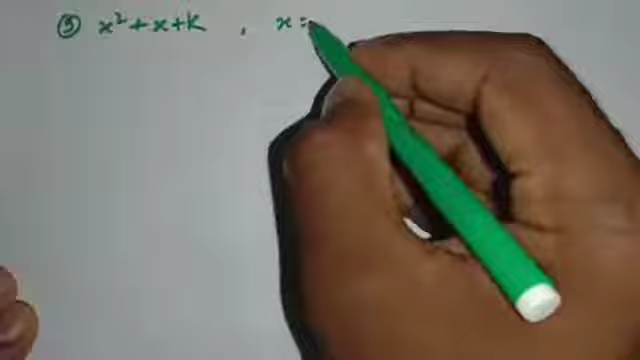 ⑤ x² + x + k , x =